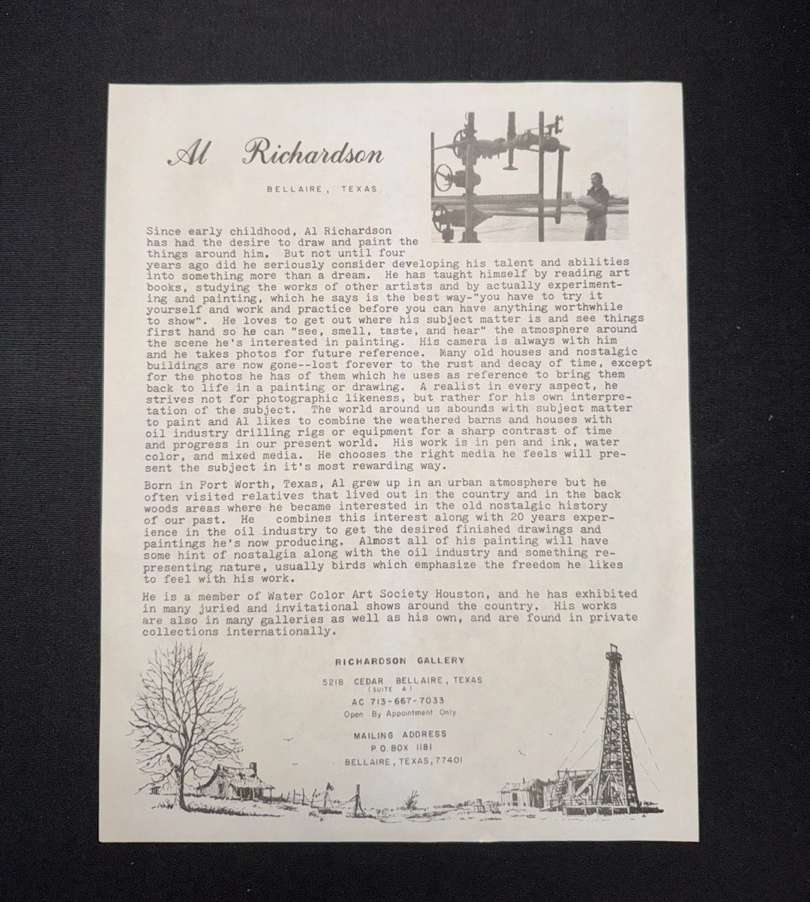 Al Richardson
BELLAIRE, TEXAS
Since early childhood, Al Richardson
has had the desire to draw and paint the
things around him.  But not until four
years ago did he seriously consider developing his talent and abilities
into something more than a dream.  He has taught himself by reading art
books, studying the works of other artists and by actually experiment-
ing and painting, which he says is the best way-"you have to try it
yourself and work and practice before you can have anything worthwhile
to show".  He loves to get out where his subject matter is and see things
first hand so he can "see, smell, taste, and hear" the atmosphere around
the scene he's interested in painting.  His camera is always with him
and he takes photos for future reference.  Many old houses and nostalgic
buildings are now gone--lost forever to the rust and decay of time, except
for the photos he has of them which he uses as reference to bring them
back to life in a painting or drawing.  A realist in every aspect, he
strives not for photographic likeness, but rather for his own interpre-
tation of the subject.  The world around us abounds with subject matter
to paint and Al likes to combine the weathered barns and houses with
oil industry drilling rigs or equipment for a sharp contrast of time
and progress in our present world.  His work is in pen and ink, water
color, and mixed media.  He chooses the right media he feels will pre-
sent the subject in it's most rewarding way.
Born in Fort Worth, Texas, Al grew up in an urban atmosphere but he
often visited relatives that lived out in the country and in the back
woods areas where he became interested in the old nostalgic history
of our past.  He   combines this interest along with 20 years exper-
ience in the oil industry to get the desired finished drawings and
paintings he's now producing.  Almost all of his painting will have
some hint of nostalgia along with the oil industry and something re-
presenting nature, usually birds which emphasize the freedom he likes
to feel with his work.
He is a member of Water Color Art Society Houston, and he has exhibited
in many juried and invitational shows around the country.  His works
are also in many galleries as well as his own, and are found in private
collections internationally.
RICHARDSON GALLERY
5218 CEDAR BELLAIRE, TEXAS
(SUITE A)
AC 713-667-7033
Open By Appointment Only
MAILING ADDRESS
P.O. BOX 1181
BELLAIRE, TEXAS, 77401